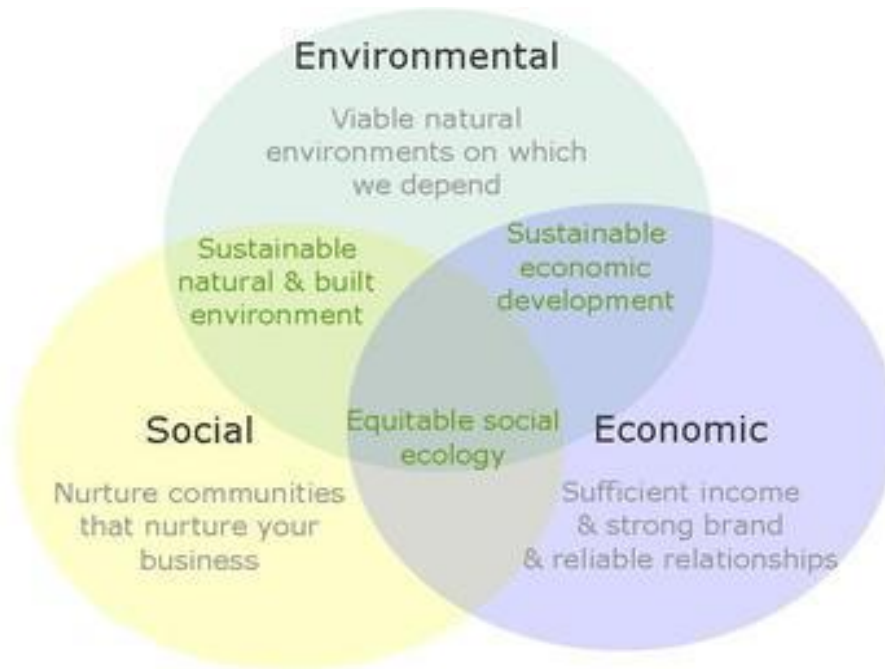 Environmental
Viable natural
environments on which
we depend
Sustainable
natural & built
environment
Sustainable
economic
development
Social
Nurture communities
that nurture your
business
Equitable social
ecology
Economic
Sufficient income
& strong brand
& reliable relationships